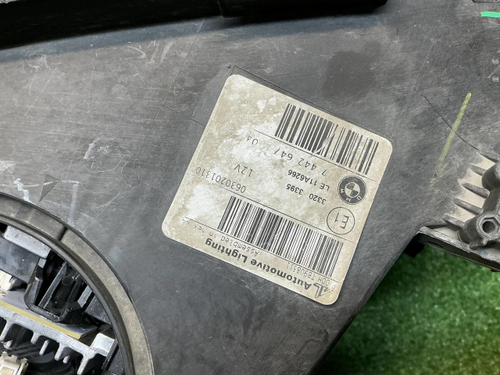 Automotive Lighting
0630201310
12V
E1
3320 3395
LE 11A6266
7 442 647
04